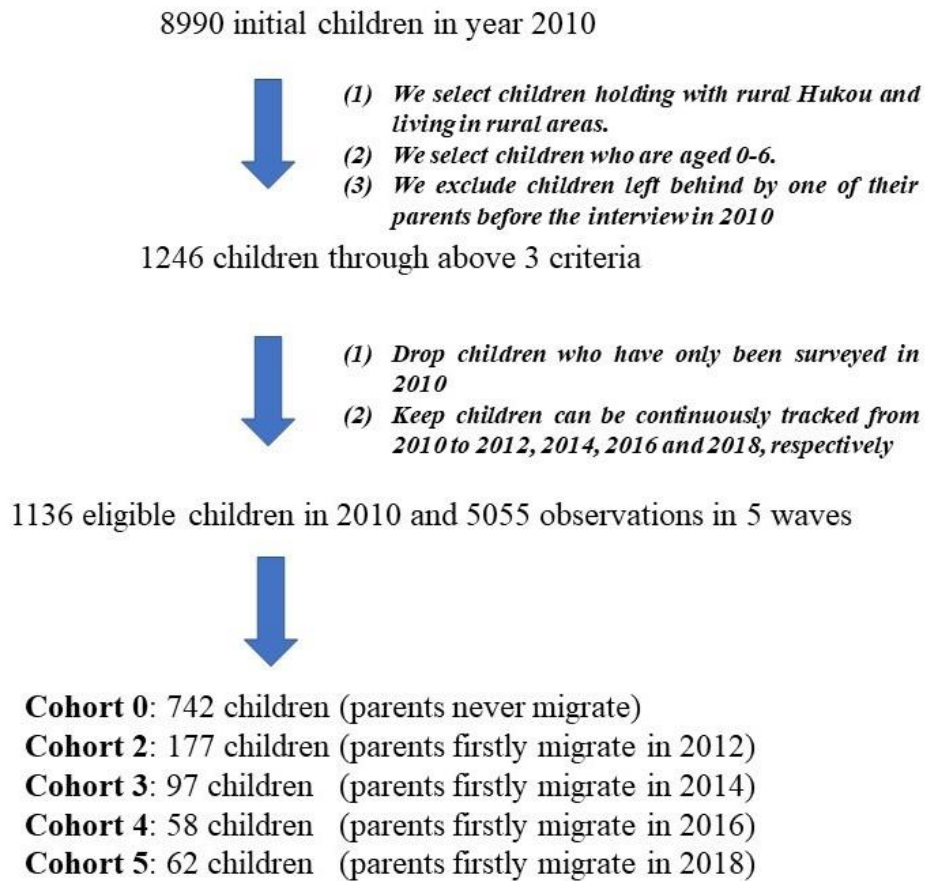 8990 initial children in year 2010
(1) We select children holding with rural Hukou and
living in rural areas.
(2) We select children who are aged 0-6.
(3) We exclude children left behind by one of their
parents before the interview in 2010
1246 children through above 3 criteria
(1) Drop children who have only been surveyed in
2010
(2) Keep children can be continuously tracked from
2010 to 2012, 2014, 2016 and 2018, respectively
1136 eligible children in 2010 and 5055 observations in 5 waves
Cohort 0: 742 children (parents never migrate)
Cohort 2: 177 children (parents firstly migrate in 2012)
Cohort 3: 97 children (parents firstly migrate in 2014)
Cohort 4: 58 children (parents firstly migrate in 2016)
Cohort 5: 62 children (parents firstly migrate in 2018)